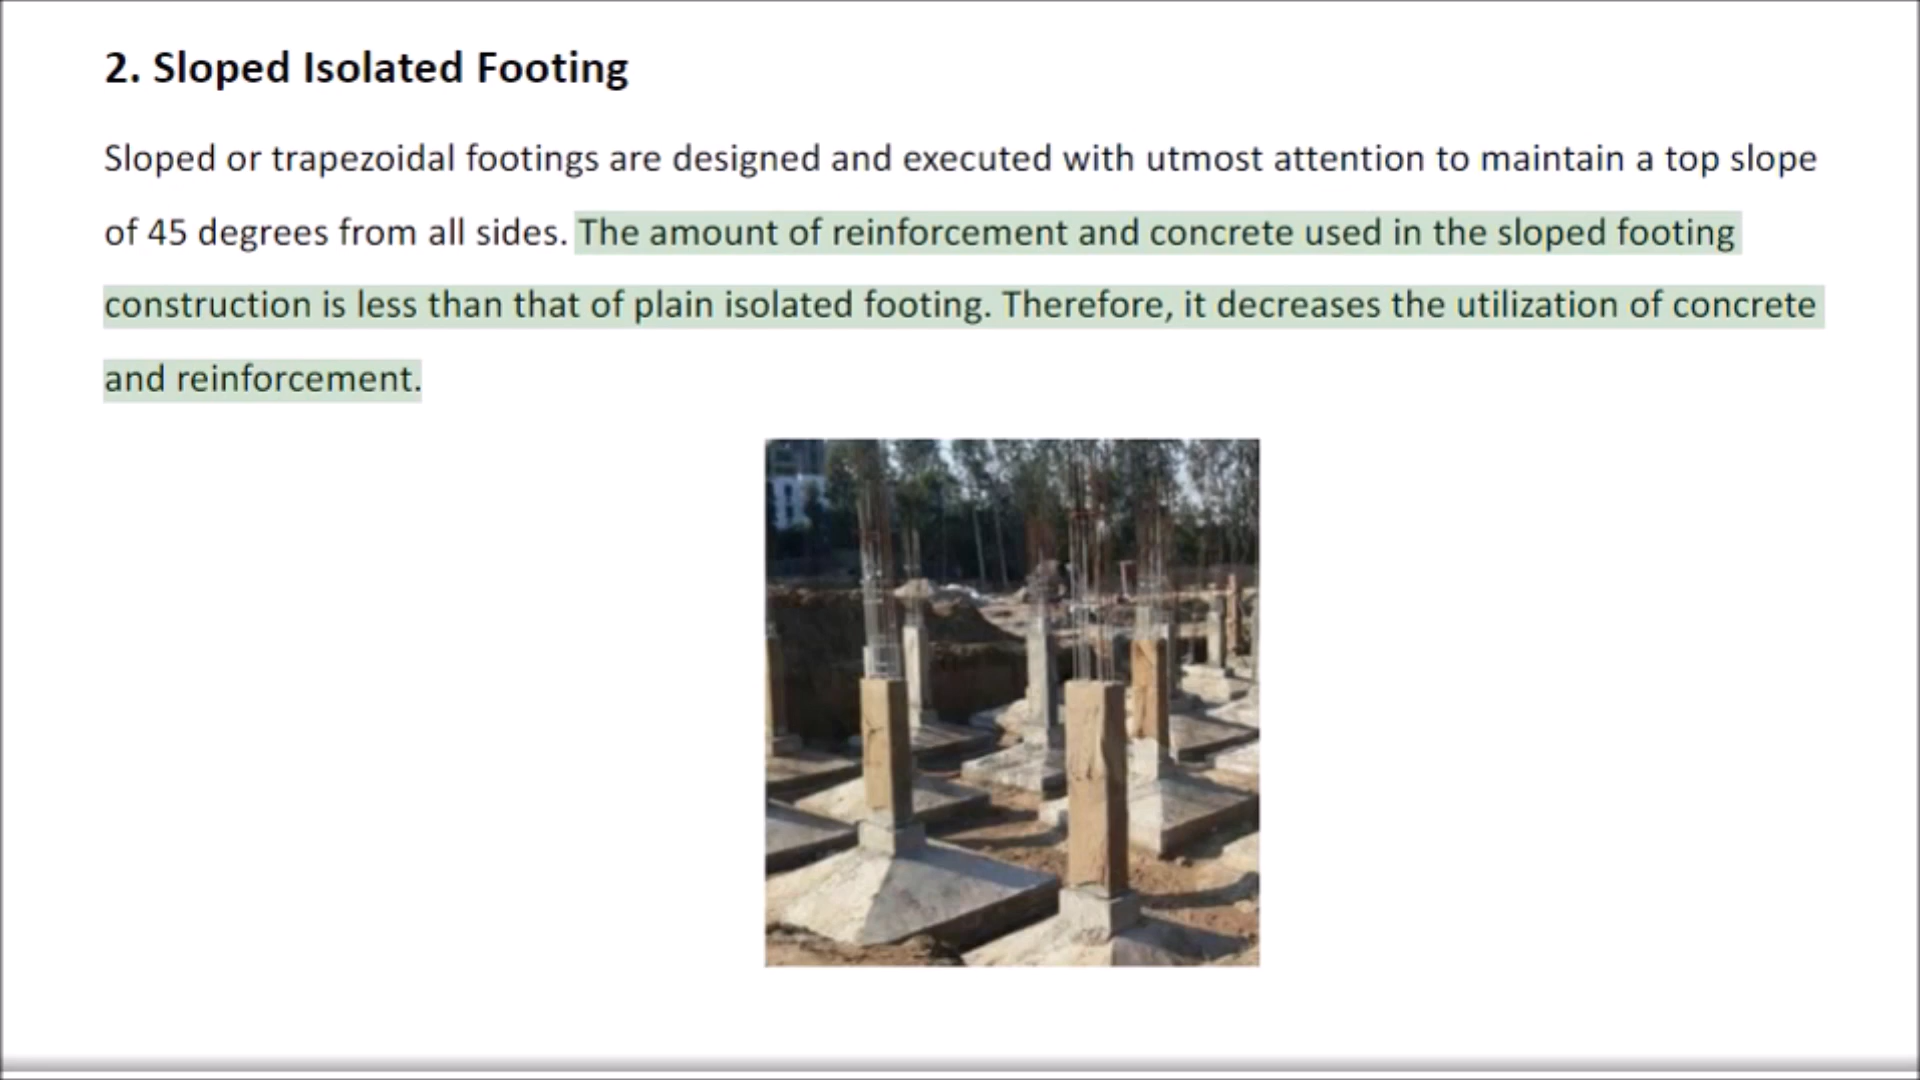 2. Sloped Isolated Footing
Sloped or trapezoidal footings are designed and executed with utmost attention to maintain a top slope
of 45 degrees from all sides. The amount of reinforcement and concrete used in the sloped footing
construction is less than that of plain isolated footing. Therefore, it decreases the utilization of concrete
and reinforcement.